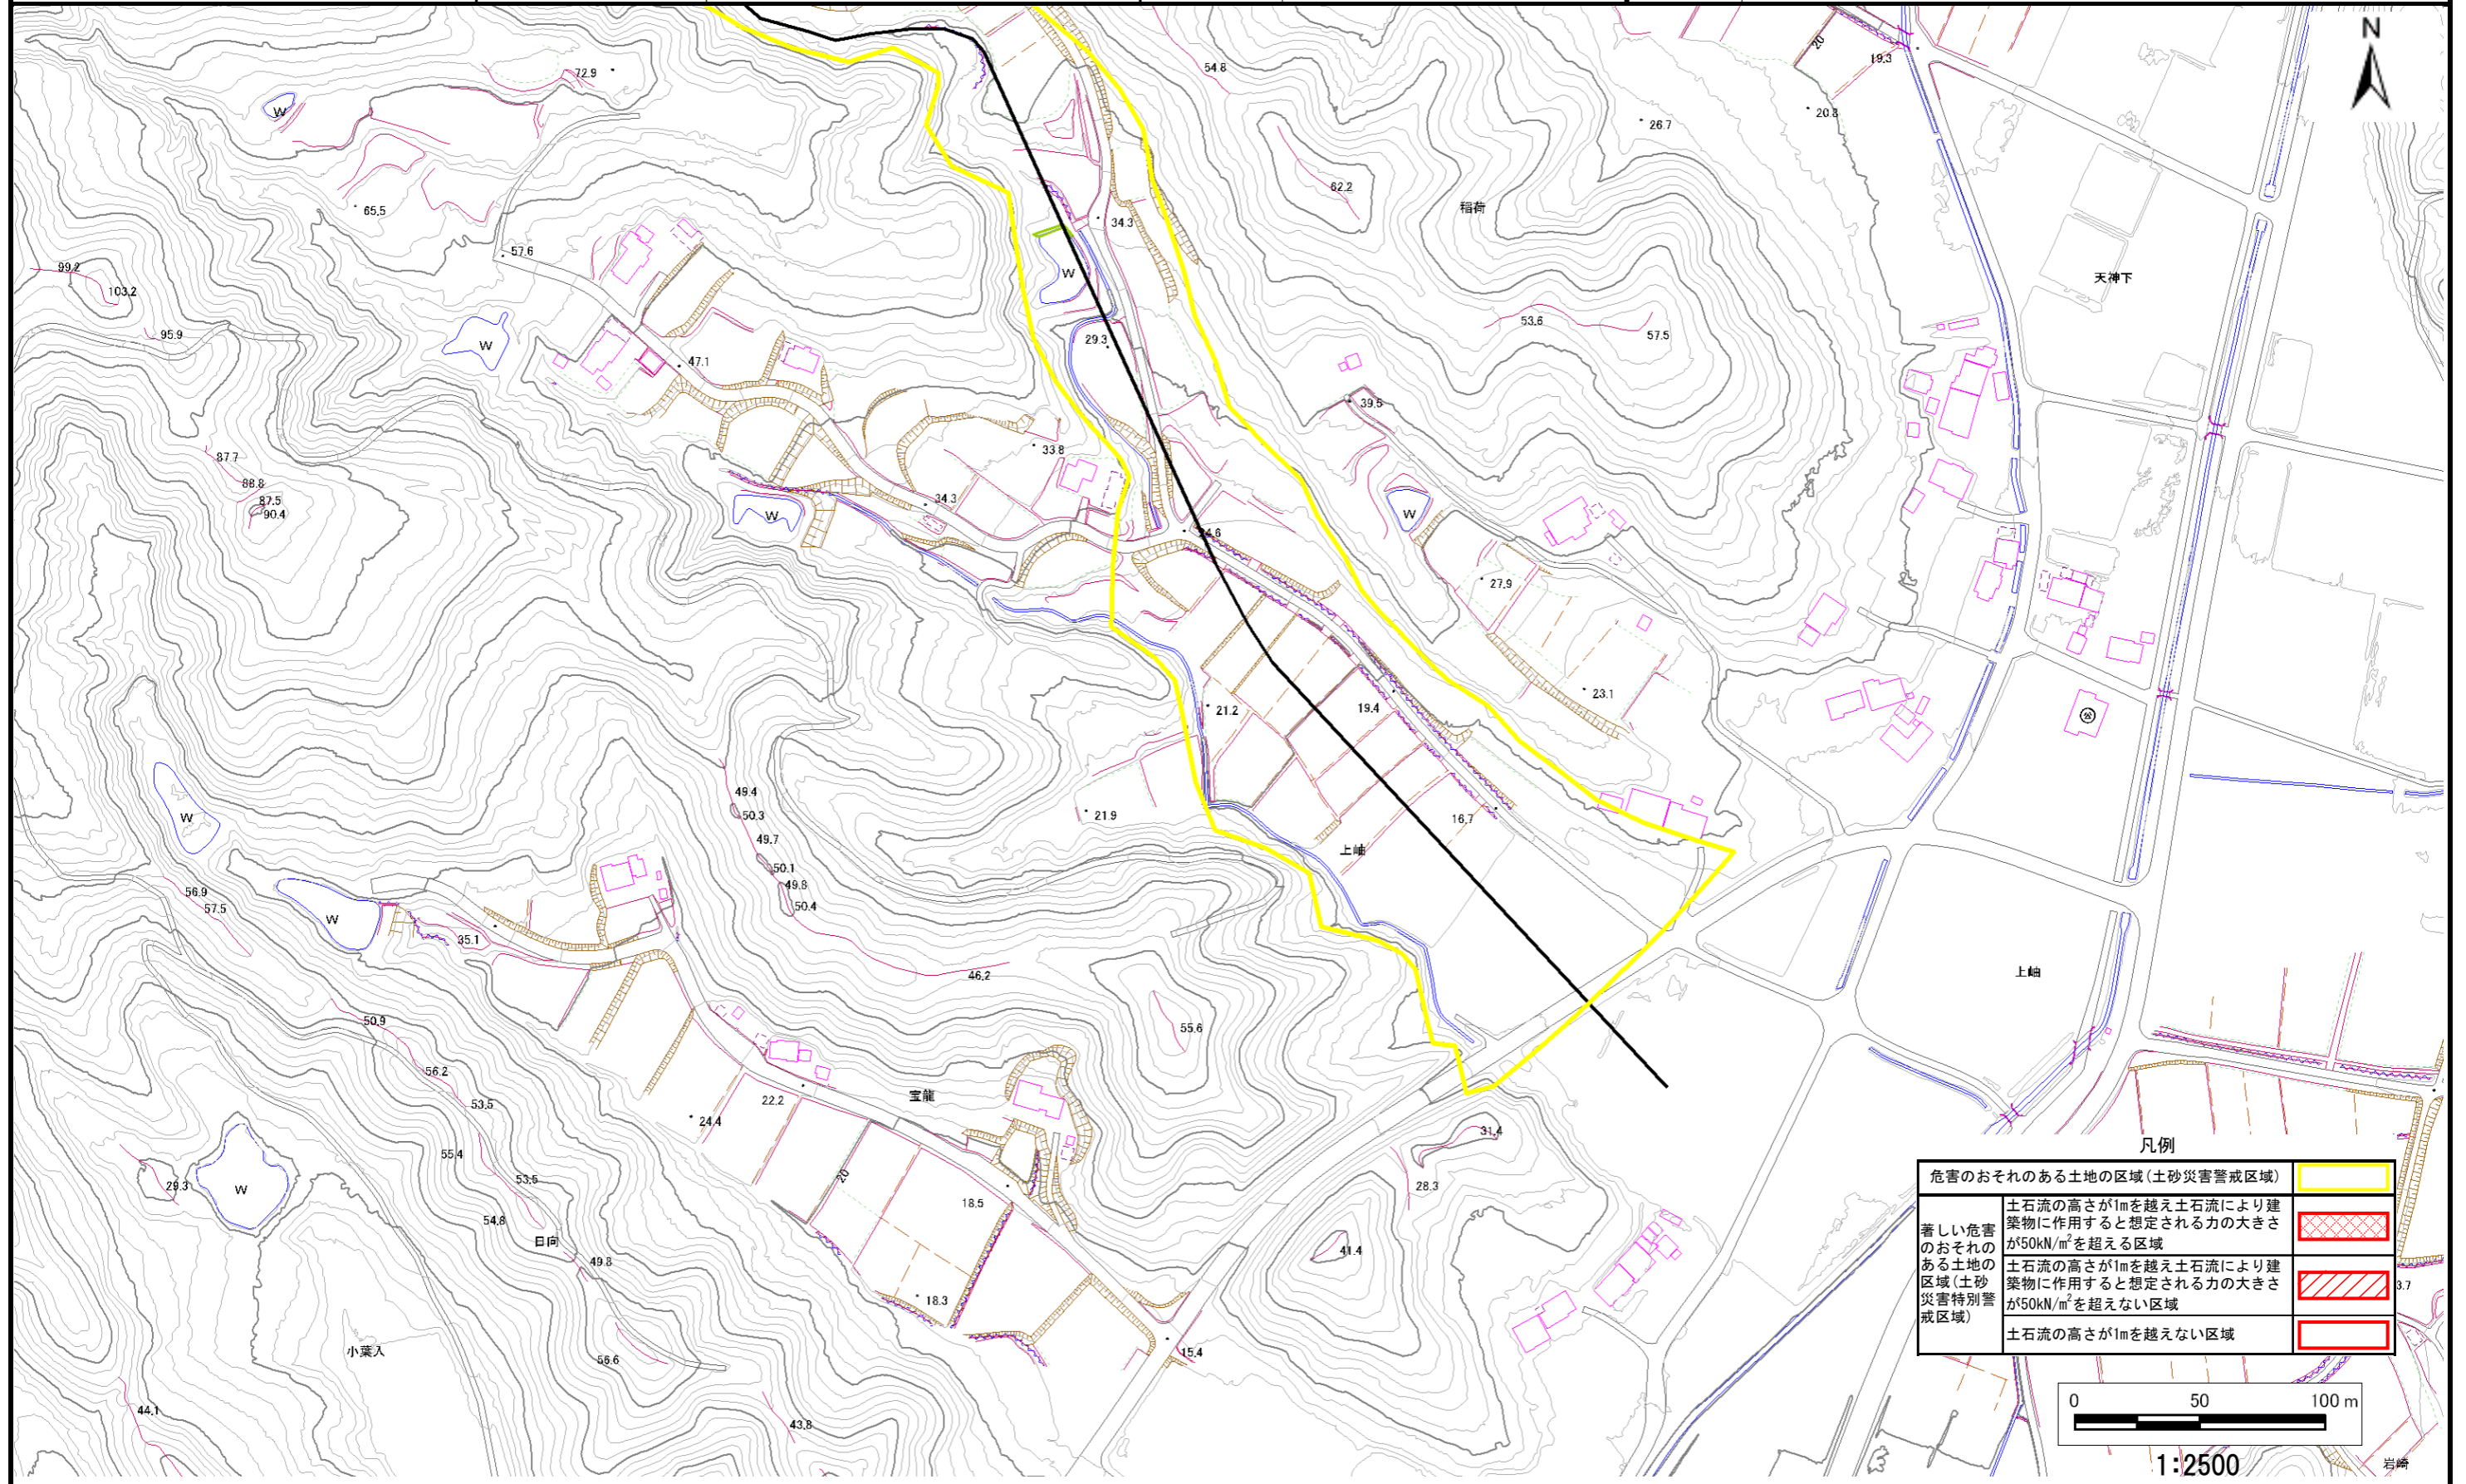 N
72.9
54.8
20
19.3
W
20.8
26.7
62.2
65.5
稲荷
34.3
57.6
99.2
103.2
W
天神下
53.6
57.5
95.9
W
29.3
47.1
39.5
87.7
33.8
88.8
87.5
90.4
34.3
W
W
24.6
27.9
23.1
21.2
19.4
49.4
50.3
21.9
16.7
W
49.7
上岫
50.1
49.8
50.4
56.9
57.5
W
35.1
46.2
上岫
50.9
55.6
56.2
53.5
22.2
宝龍
24.4
31.4
55.4
53.5
29.3
W
20
18.5
28.3
54.8
日向
49.8
41.4
18.3
小葉入
56.6
15.4
44.1
43.8
凡例
危害のおそれのある土地の区域(土砂災害警戒区域)
著しい危害
のおそれの
ある土地の
区域(土砂
災害特別警
戒区域)
土石流の高さが1mを越え土石流により建
築物に作用すると想定される力の大きさ
が50kN/m²を超える区域
土石流の高さが1mを越え土石流により建
築物に作用すると想定される力の大きさ
が50kN/m²を超えない区域
土石流の高さが1mを越えない区域
3.7
0 50 100 m
1:2500
岩崎